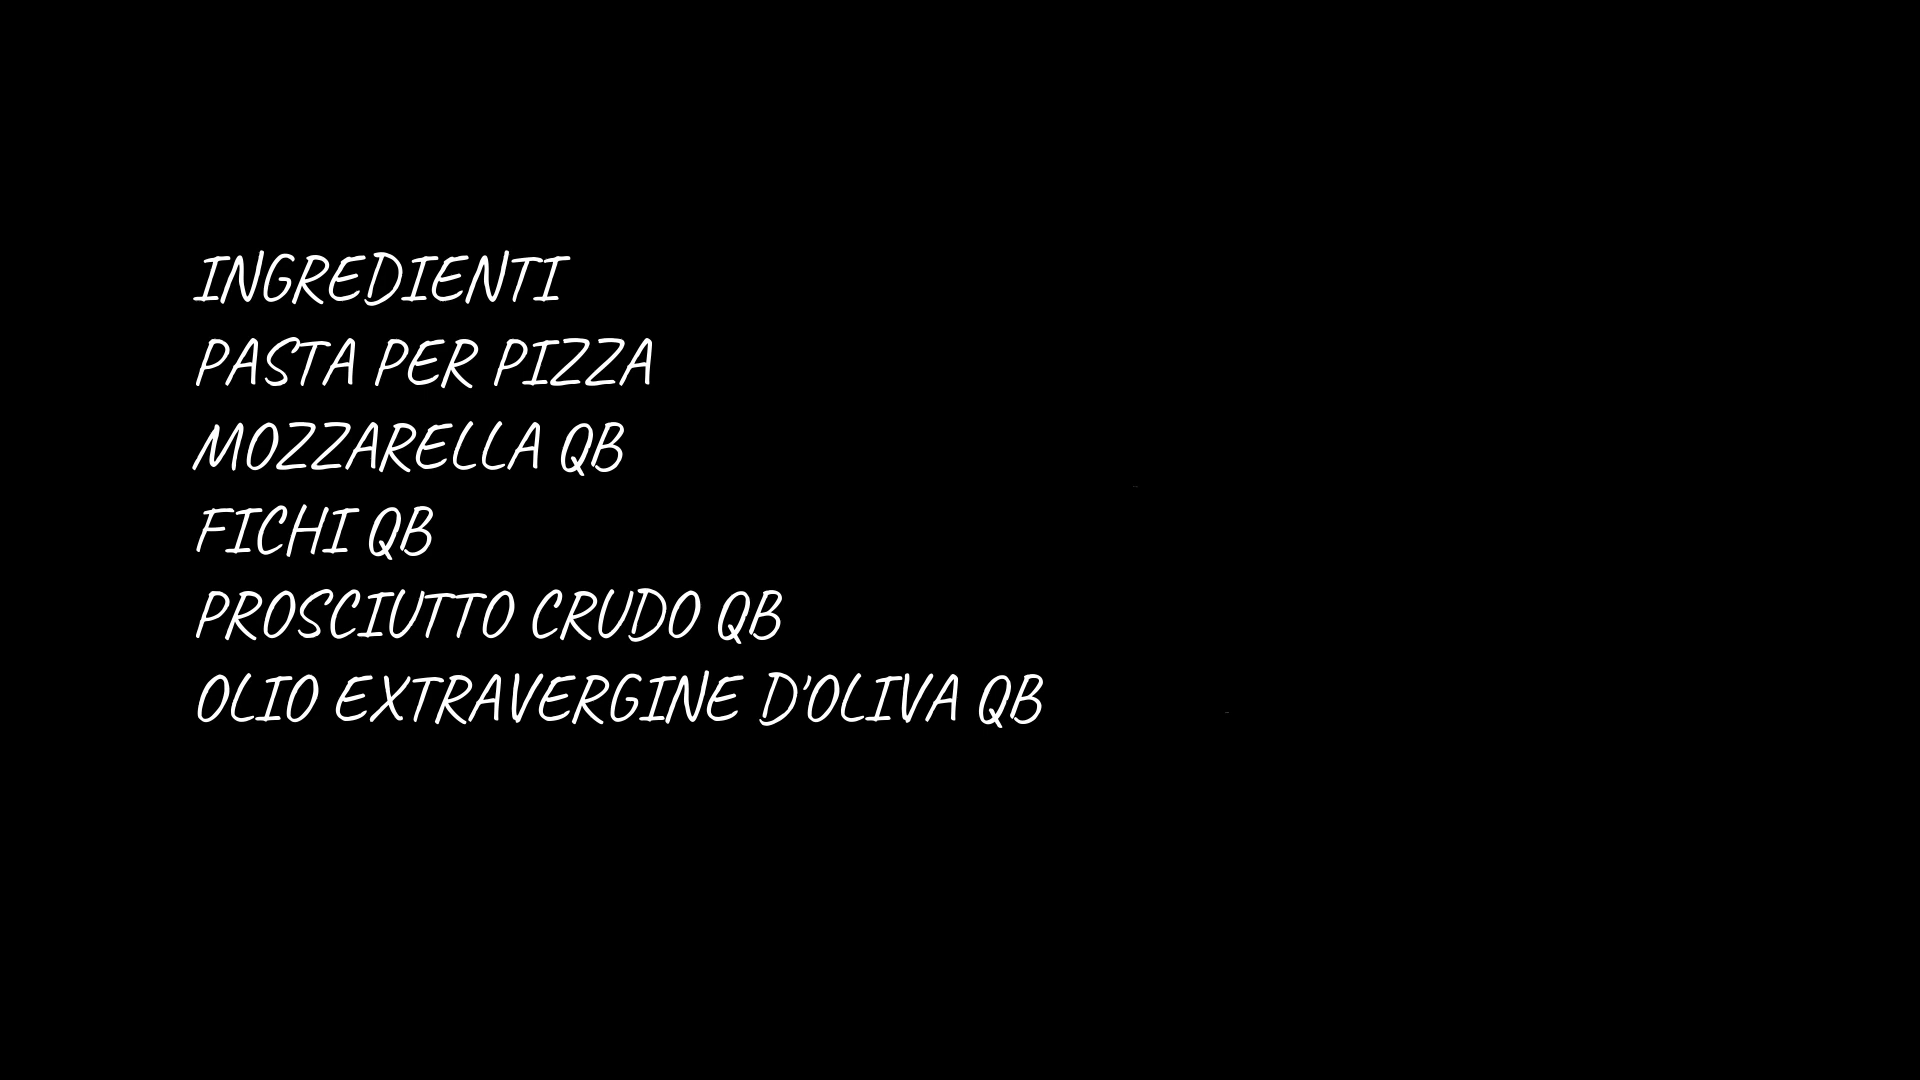 INGREDIENTI
PASTA PER PIZZA
MOZZARELLA QB
FICHI QB
PROSCIUTTO CRUDO QB
OLIO EXTRAVERGINE D'OLIVA QB